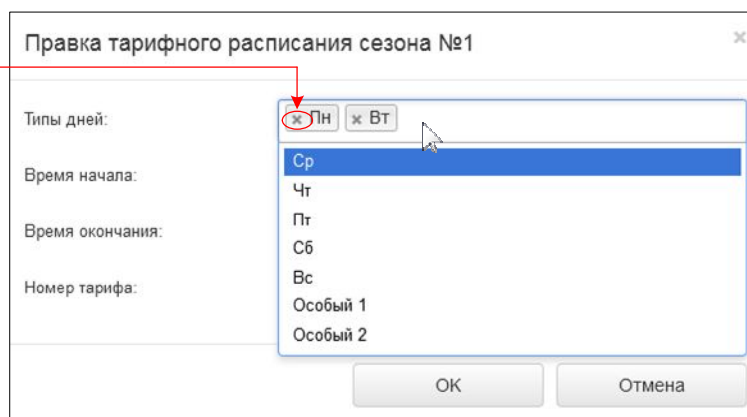 Правка тарифного расписания сезона №1
Типы дней:
Пн Вт
Ср
Время начала:
Чт
Пт
Время окончания:
Сб
Вс
Номер тарифа:
Особый 1
Особый 2
OK Отмена